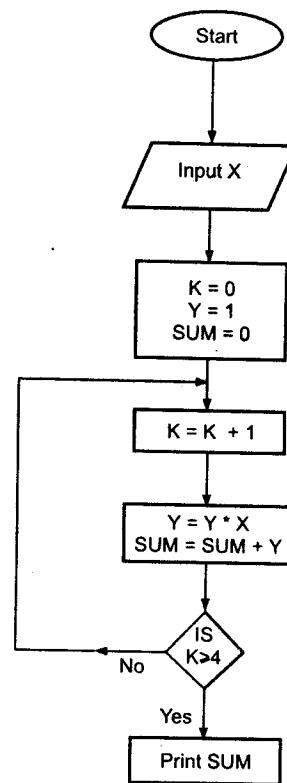 Start
Input X
K = 0
Y = 1
SUM = 0
K = K + 1
Y = Y * X
SUM = SUM + Y
IS
K⩾4
No
Yes
Print SUM